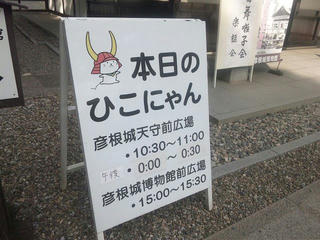 本日の
ひこにゃん
彦根城天守前広場
・10:30～11:00
午後・0:00～0:30
彦根城博物館前広場
・15:00～15:30